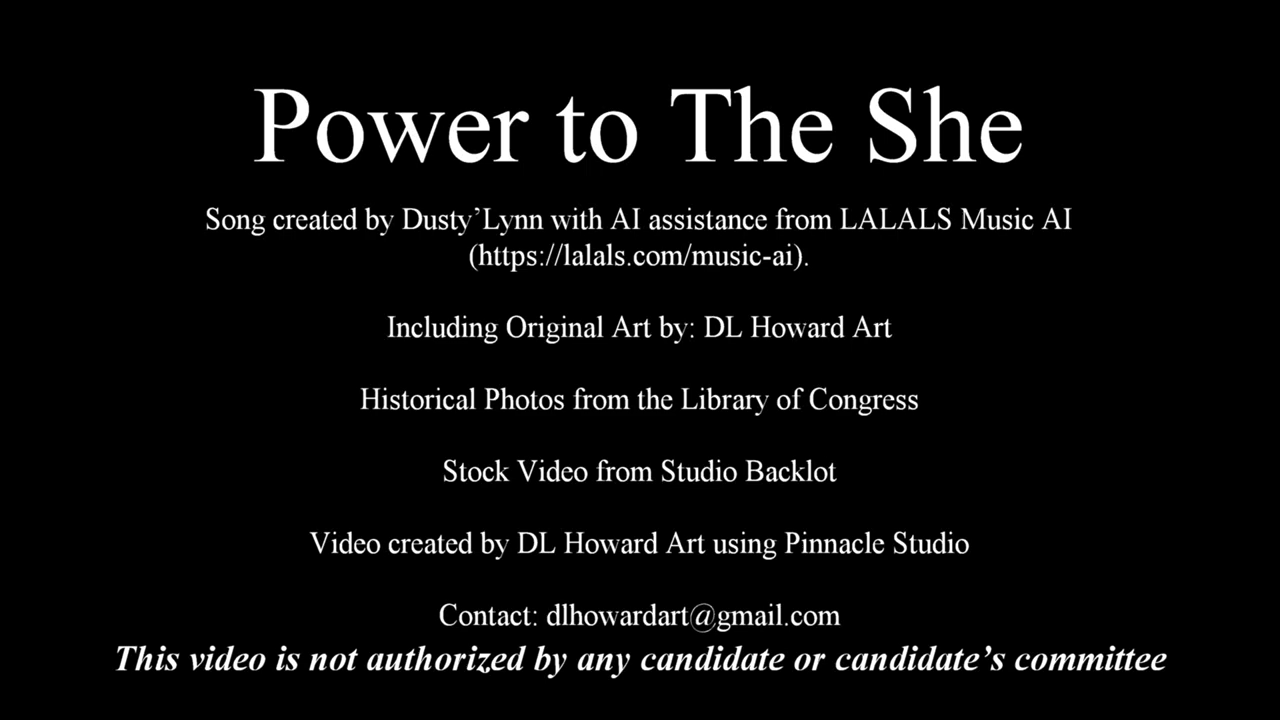 Power to The She
Song created by Dusty’Lynn with AI assistance from LALALS Music AI
(https://lalals.com/music-ai).
Including Original Art by: DL Howard Art
Historical Photos from the Library of Congress
Stock Video from Studio Backlot
Video created by DL Howard Art using Pinnacle Studio
Contact: dlhowardart@gmail.com
This video is not authorized by any candidate or candidate’s committee